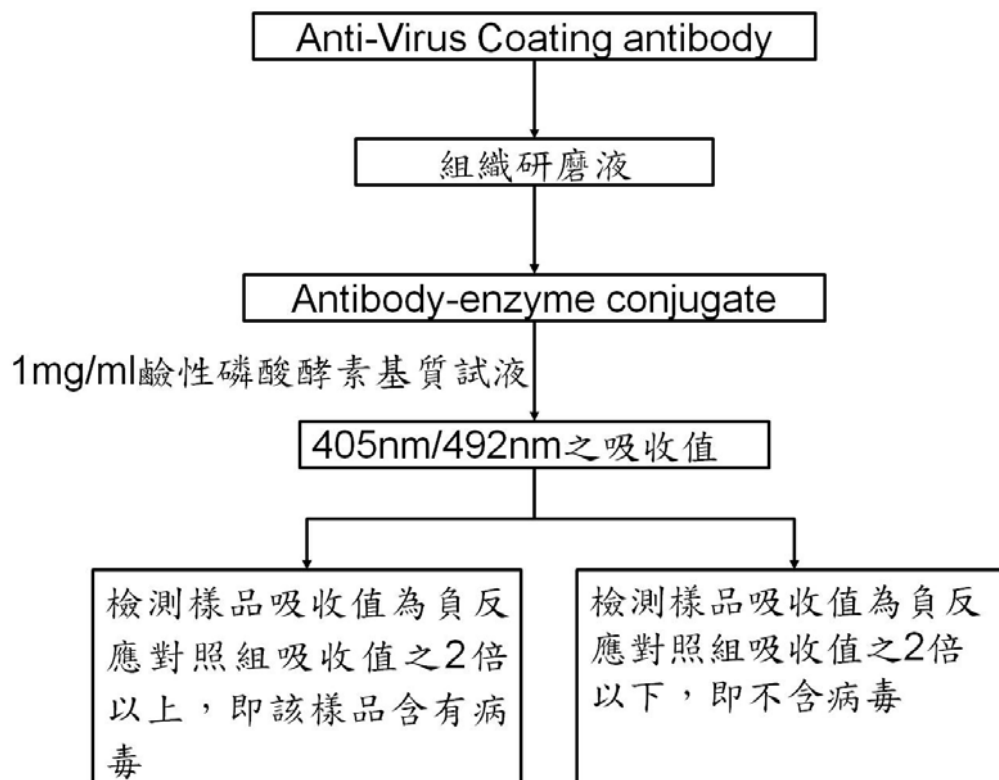 Anti-Virus Coating antibody
組織研磨液
Antibody-enzyme conjugate
1mg/ml鹼性磷酸酵素基質試液
405nm/492nm之吸收值
檢測樣品吸收值為負反
應對照組吸收值之2倍
以上，即該樣品含有病
毒
檢測樣品吸收值為負反
應對照組吸收值之2倍
以下，即不含病毒